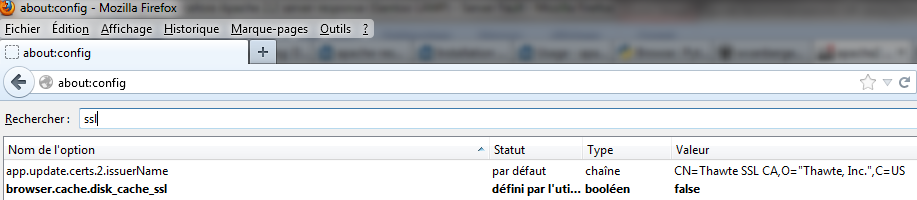 about:config - Mozilla Firefox
Fichier Édition Affichage Historique Marque-pages Outils ?
about:config +
about:config
Rechercher : ssl
Nom de l'option Statut Type Valeur
app.update.certs.2.issuerName par défaut chaîne CN=Thawte SSL CA,O="Thawte, Inc.",C=US
browser.cache.disk_cache_ssl défini par l'uti... booléen false